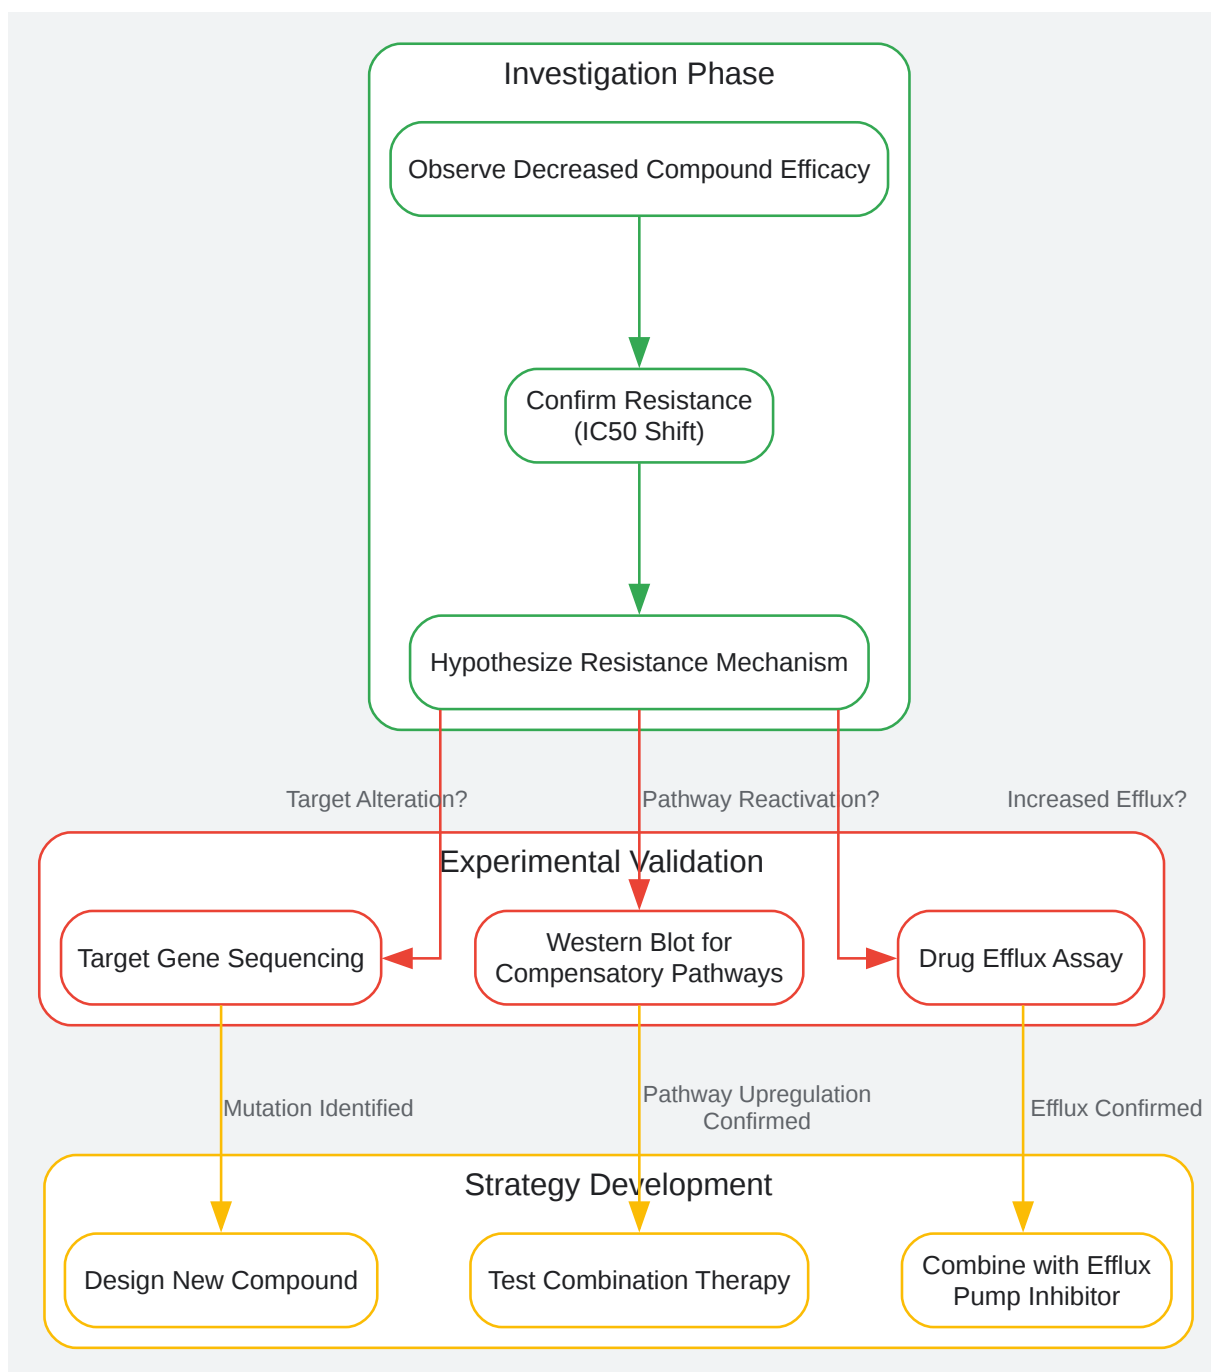 Investigation Phase
Observe Decreased Compound Efficacy
Confirm Resistance
(IC50 Shift)
Hypothesize Resistance Mechanism
Target Alteration?
Pathway Reactivation?
Increased Efflux?
Experimental Validation
Target Gene Sequencing
Western Blot for
Compensatory Pathways
Drug Efflux Assay
Mutation Identified
Pathway Upregulation
Confirmed
Efflux Confirmed
Strategy Development
Design New Compound
Test Combination Therapy
Combine with Efflux
Pump Inhibitor